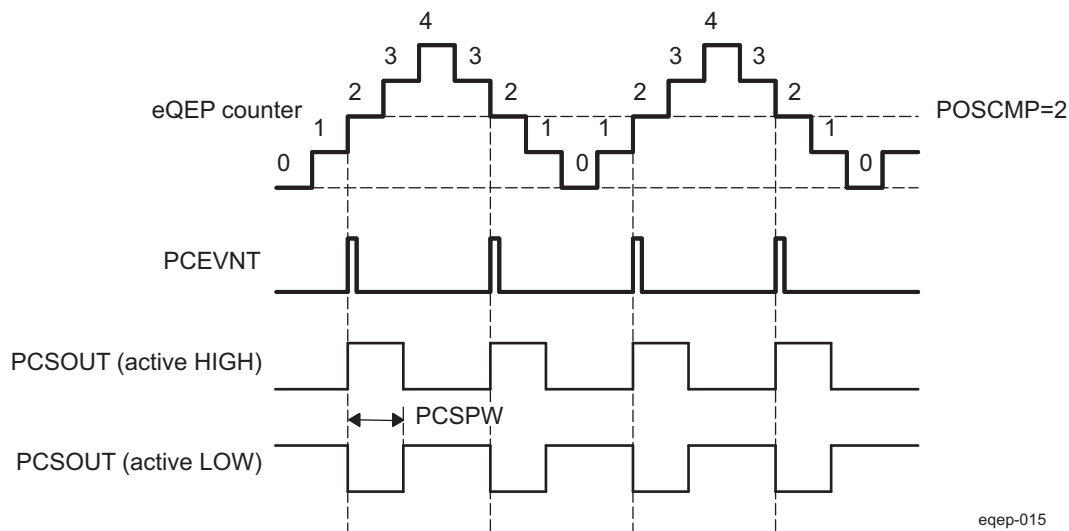 4 4
3 3 3 3
2 2 2 2
eQEP counter POSCMP=2
1 1 1 1
0 0 0
PCEVNT
PCSOUT (active HIGH)
PCSPW
PCSOUT (active LOW)
eqep-015